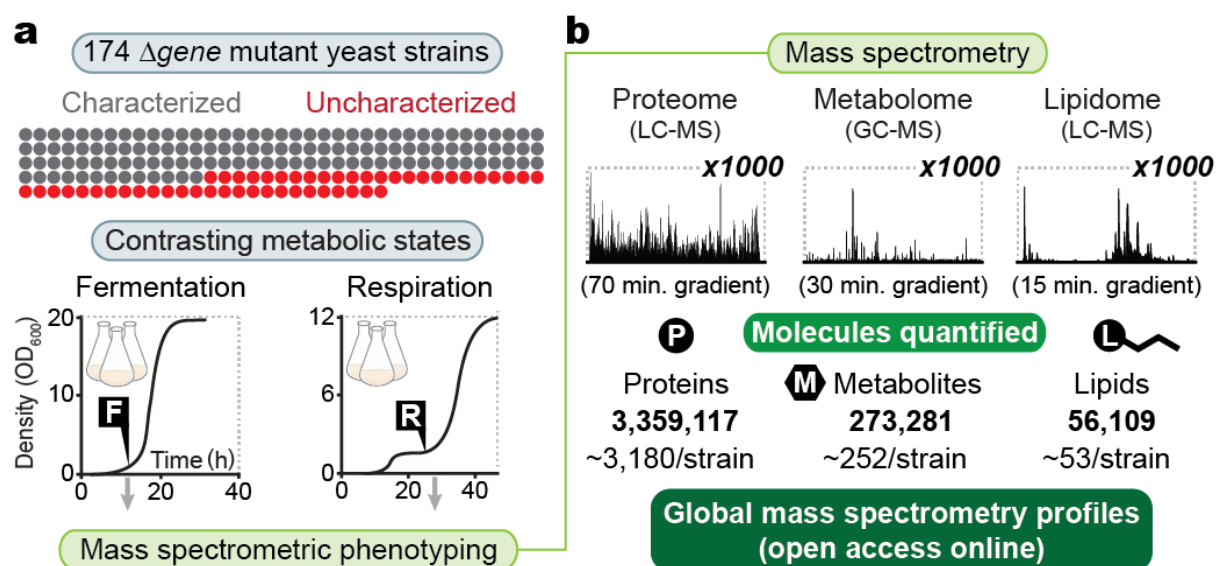 a
174 Δgene mutant yeast strains
Characterized Uncharacterized
Contrasting metabolic states
Fermentation
Density (OD600)
20
10
0
F
Time (h)
0 20 40
Respiration
12
6
0
R
0 20 40
Mass spectrometric phenotyping
b
Mass spectrometry
Proteome
(LC-MS)
x1000
(70 min. gradient)
Metabolome
(GC-MS)
x1000
(30 min. gradient)
Lipidome
(LC-MS)
x1000
(15 min. gradient)
Molecules quantified
P
Proteins
3,359,117
~3,180/strain
M
Metabolites
273,281
~252/strain
L
Lipids
56,109
~53/strain
Global mass spectrometry profiles
(open access online)